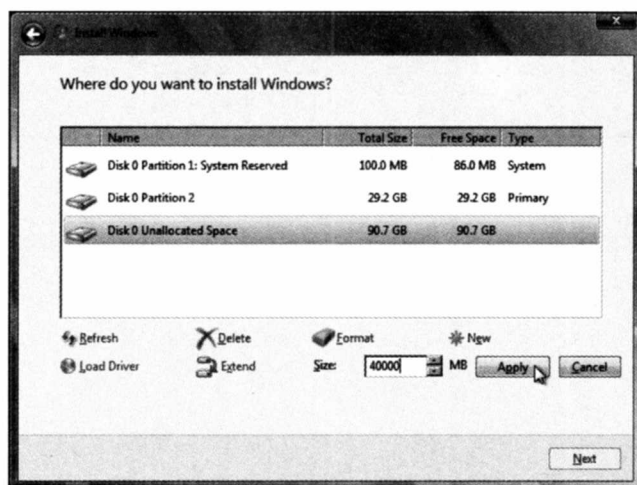 Install Windows
Where do you want to install Windows?
Name Total Size Free Space Type
Disk 0 Partition 1: System Reserved 100.0 MB 86.0 MB System
Disk 0 Partition 2 29.2 GB 29.2 GB Primary
Disk 0 Unallocated Space 90.7 GB 90.7 GB
Refresh Delete Format New
Load Driver Extend Size: 40000 MB Apply Cancel
Next